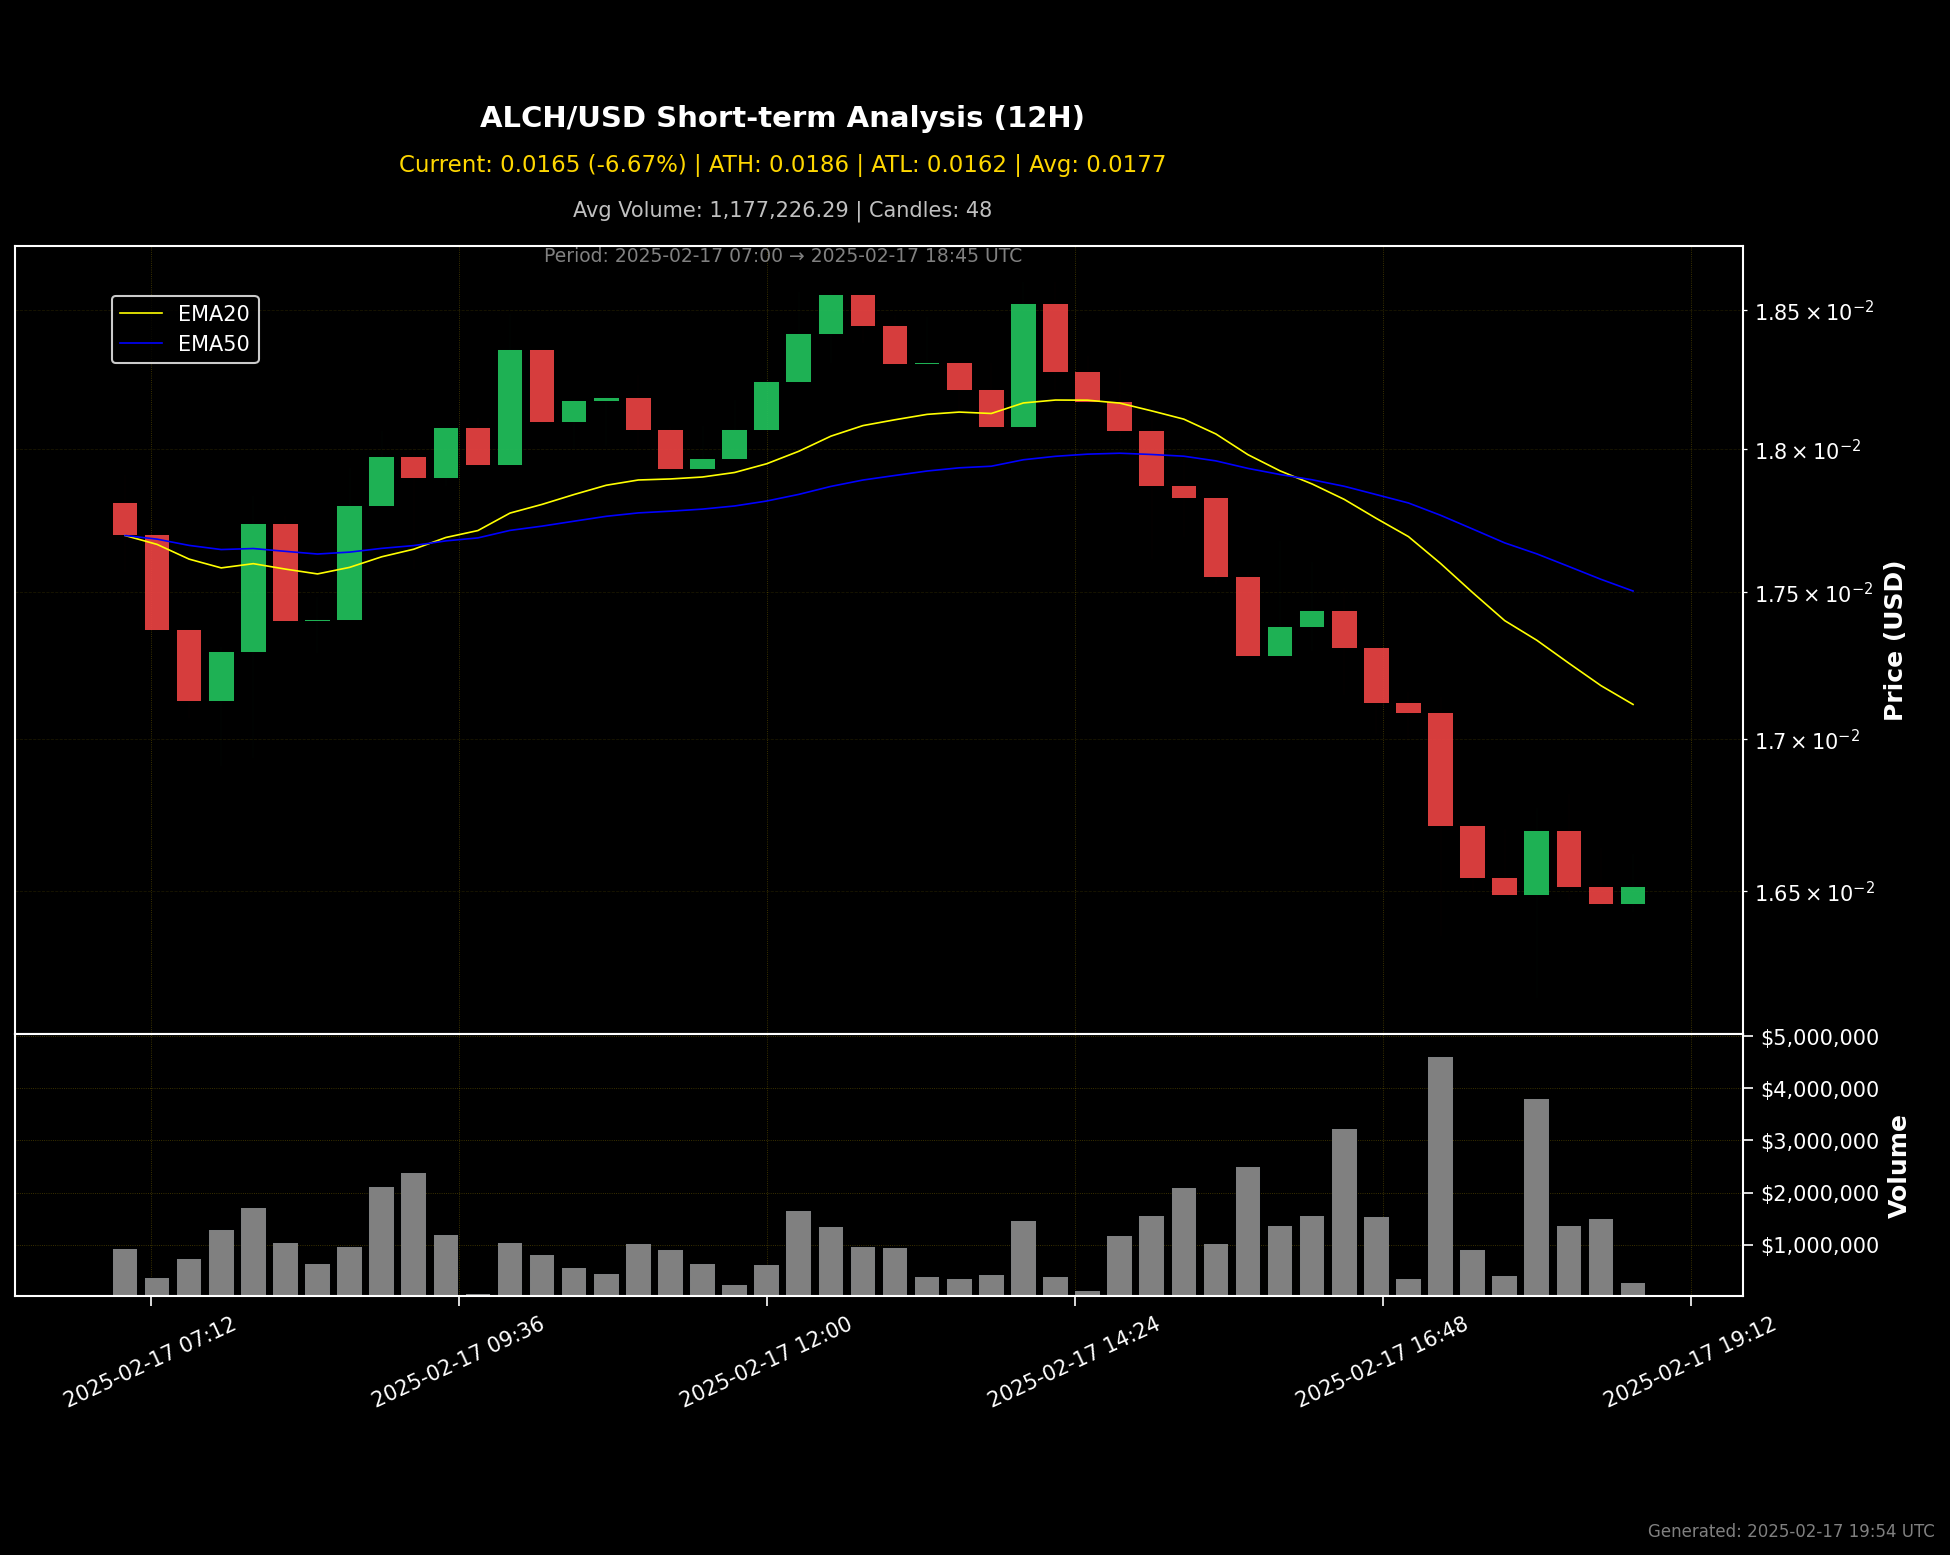 ALCH/USD Short-term Analysis (12H)
Current: 0.0165 (-6.67%) | ATH: 0.0186 | ATL: 0.0162 | Avg: 0.0177
Avg Volume: 1,177,226.29 | Candles: 48
Period: 2025-02-17 07:00 → 2025-02-17 18:45 UTC
EMA20
EMA50
1.85 × 10⁻²
1.8 × 10⁻²
1.75 × 10⁻²
1.7 × 10⁻²
1.65 × 10⁻²
Price (USD)
$5,000,000
$4,000,000
$3,000,000
$2,000,000
$1,000,000
Volume
2025-02-17 07:12
2025-02-17 09:36
2025-02-17 12:00
2025-02-17 14:24
2025-02-17 16:48
2025-02-17 19:12
Generated: 2025-02-17 19:54 UTC